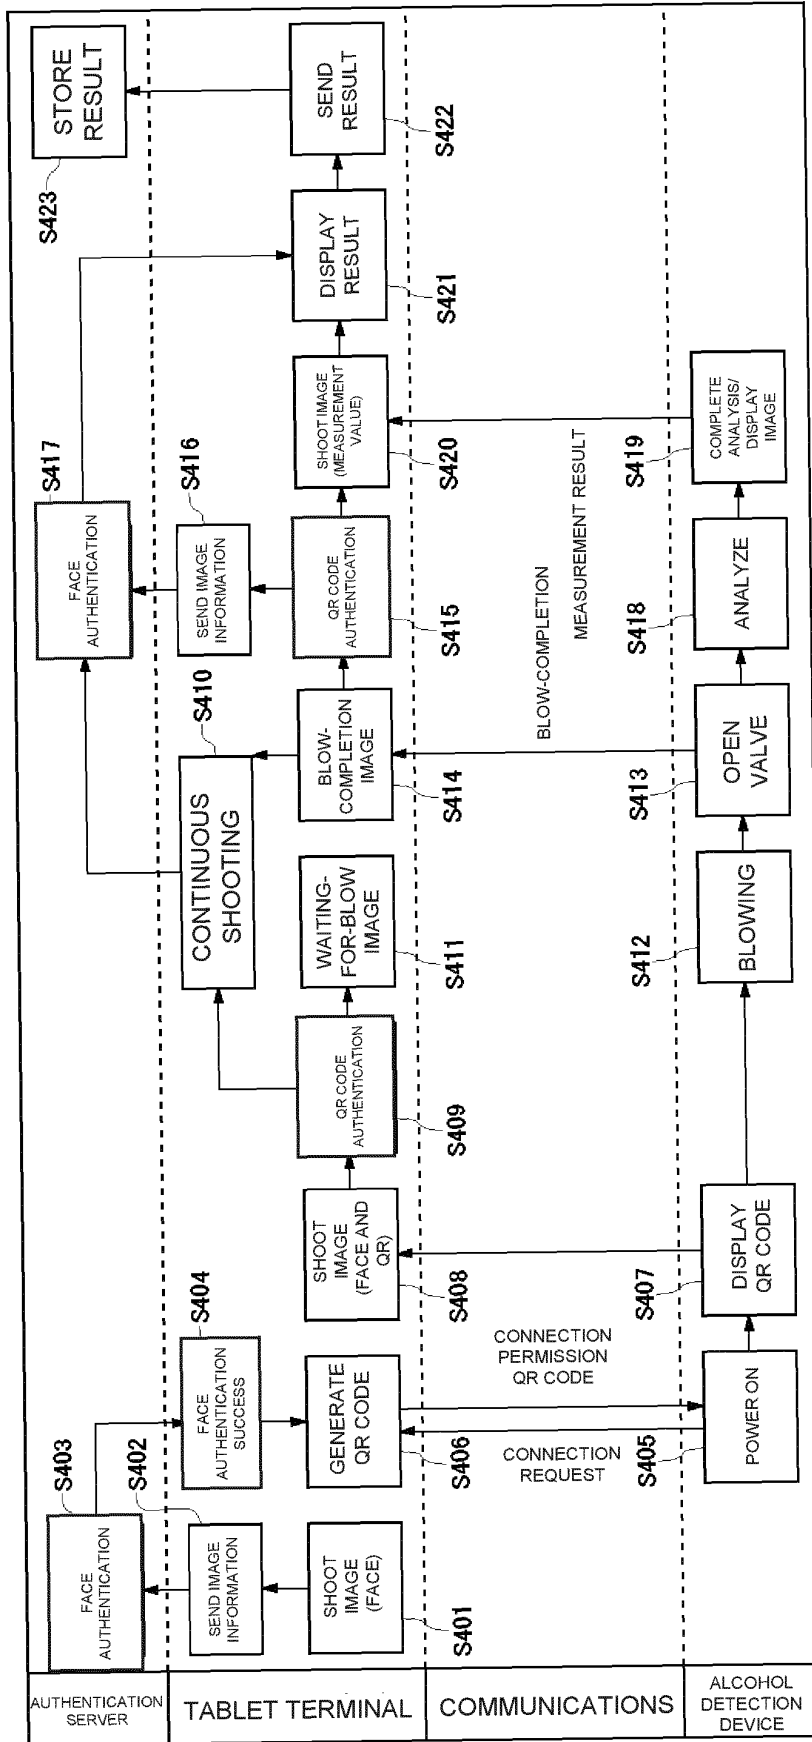 AUTHENTICATION
SERVER
FACE
AUTHENTICATION
S403
FACE
AUTHENTICATION
S417
STORE
RESULT
S423
TABLET TERMINAL
SHOOT
IMAGE
(FACE)
S401
SEND IMAGE
INFORMATION
S402
FACE
AUTHENTICATION
SUCCESS
S404
GENERATE
QR CODE
S406
SHOOT
IMAGE
(FACE AND
QR)
S408
QR CODE
AUTHENTICATION
S409
CONTINUOUS
SHOOTING
S410
WAITING-
FOR-BLOW
IMAGE
S411
BLOW-
COMPLETION
IMAGE
S414
QR CODE
AUTHENTICATION
S415
SEND IMAGE
INFORMATION
S416
SHOOT IMAGE
(MEASUREMENT
VALUE)
S420
DISPLAY
RESULT
S421
SEND
RESULT
S422
COMMUNICATIONS
CONNECTION
REQUEST
CONNECTION
PERMISSION
QR CODE
BLOW-COMPLETION
MEASUREMENT RESULT
ALCOHOL
DETECTION
DEVICE
POWER ON
S405
DISPLAY
QR CODE
S407
BLOWING
S412
OPEN
VALVE
S413
ANALYZE
S418
COMPLETE
ANALYSIS/
DISPLAY
IMAGE
S419